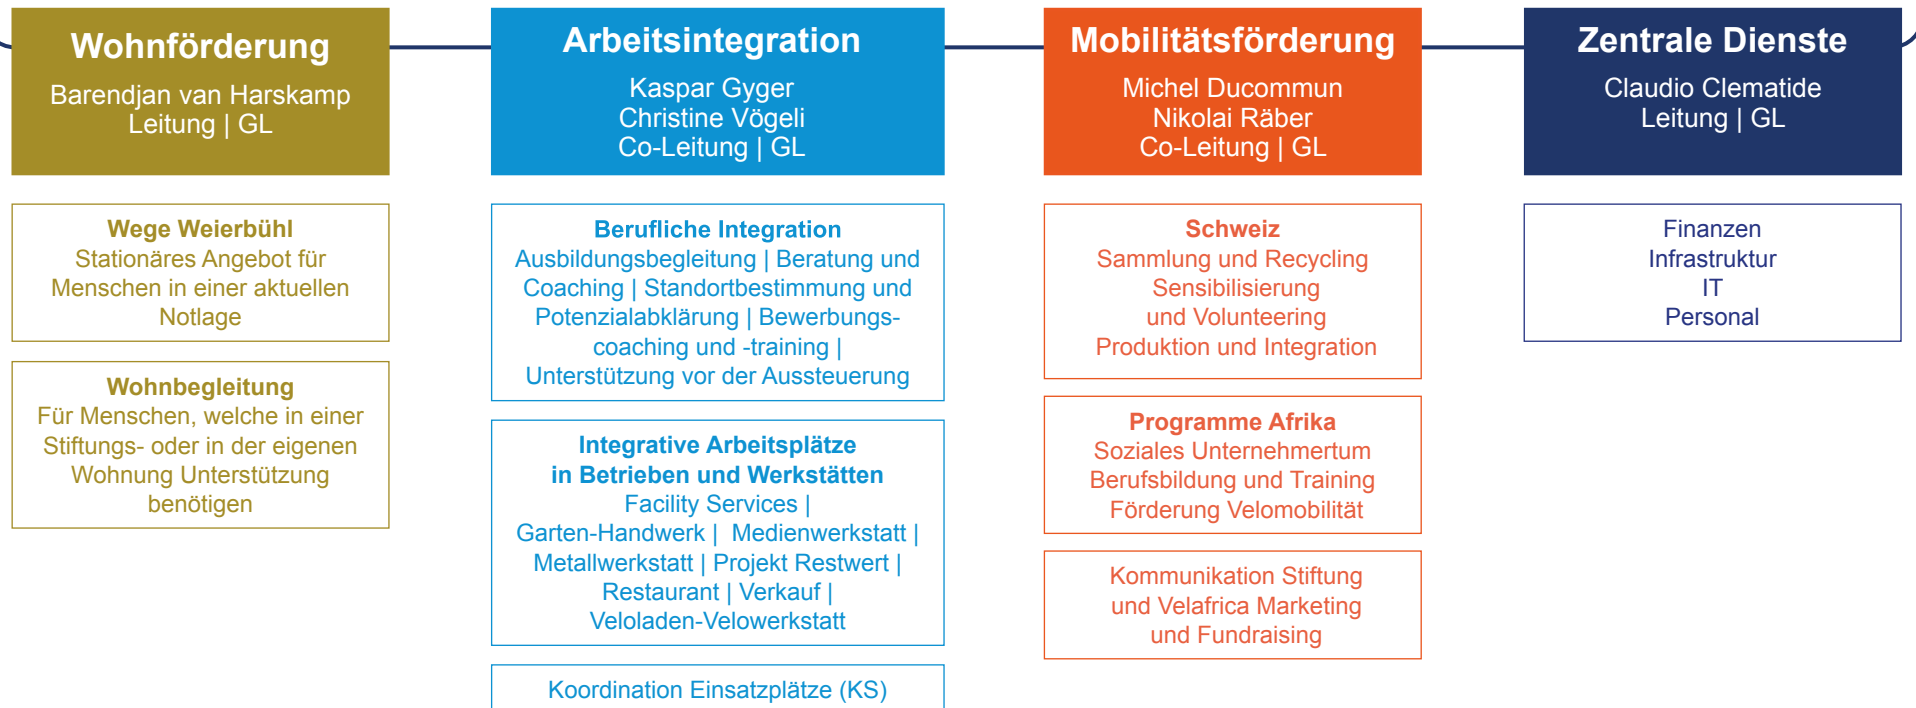 Wohnförderung
Barendjan van Harskamp
Leitung | GL
Wege Weierbühl
Stationäres Angebot für
Menschen in einer aktuellen
Notlage
Wohnbegleitung
Für Menschen, welche in einer
Stiftungs- oder in der eigenen
Wohnung Unterstützung
benötigen
Arbeitsintegration
Kaspar Gyger
Christine Vögeli
Co-Leitung | GL
Berufliche Integration
Ausbildungsbegleitung | Beratung und
Coaching | Standortbestimmung und
Potenzialabklärung | Bewerbungs-
coaching und -training |
Unterstützung vor der Aussteuerung
Integrative Arbeitsplätze
in Betrieben und Werkstätten
Facility Services |
Garten-Handwerk | Medienwerkstatt |
Metallwerkstatt | Projekt Restwert |
Restaurant | Verkauf |
Veloladen-Velowerkstatt
Koordination Einsatzplätze (KS)
Mobilitätsförderung
Michel Ducommun
Nikolai Räber
Co-Leitung | GL
Schweiz
Sammlung und Recycling
Sensibilisierung
und Volunteering
Produktion und Integration
Programme Afrika
Soziales Unternehmertum
Berufsbildung und Training
Förderung Velomobilität
Kommunikation Stiftung
und Velafrica Marketing
und Fundraising
Zentrale Dienste
Claudio Clematide
Leitung | GL
Finanzen
Infrastruktur
IT
Personal